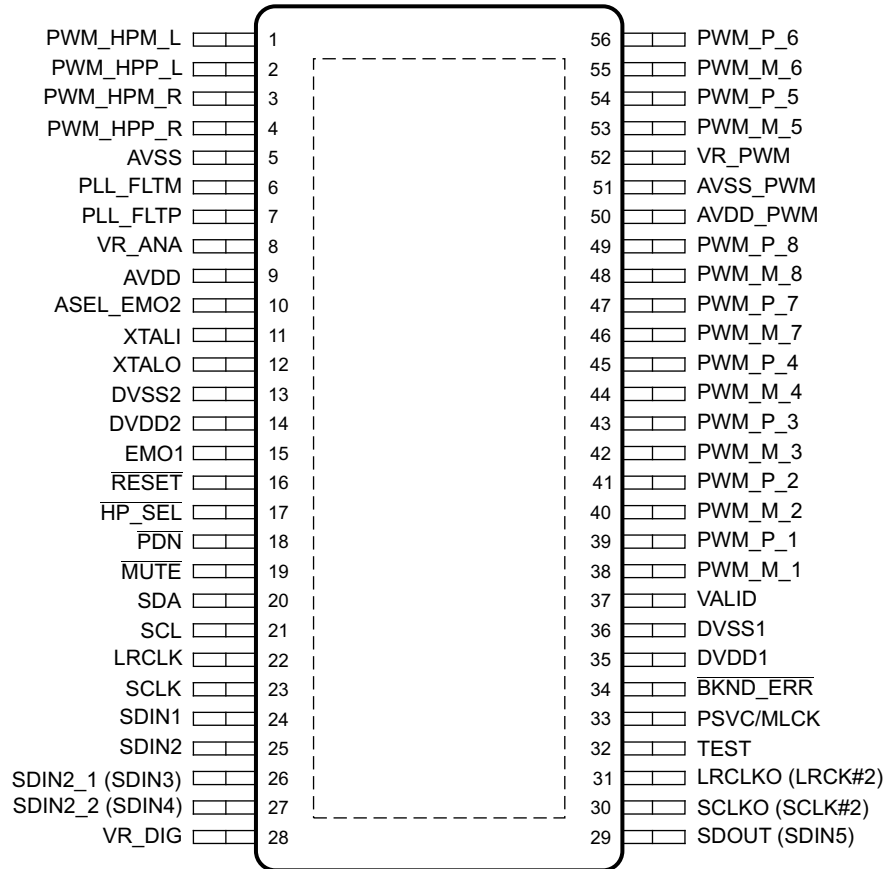 PWM_HPM_L 1 56 PWM_P_6
PWM_HPP_L 2 55 PWM_M_6
PWM_HPM_R 3 54 PWM_P_5
PWM_HPP_R 4 53 PWM_M_5
AVSS 5 52 VR_PWM
PLL_FLTM 6 51 AVSS_PWM
PLL_FLTP 7 50 AVDD_PWM
VR_ANA 8 49 PWM_P_8
AVDD 9 48 PWM_M_8
ASEL_EMO2 10 47 PWM_P_7
XTALI 11 46 PWM_M_7
XTALO 12 45 PWM_P_4
DVSS2 13 44 PWM_M_4
DVDD2 14 43 PWM_P_3
EMO1 15 42 PWM_M_3
RESET 16 41 PWM_P_2
HP_SEL 17 40 PWM_M_2
PDN 18 39 PWM_P_1
MUTE 19 38 PWM_M_1
SDA 20 37 VALID
SCL 21 36 DVSS1
LRCLK 22 35 DVDD1
SCLK 23 34 BKND_ERR
SDIN1 24 33 PSVC/MLCK
SDIN2 25 32 TEST
SDIN2_1 (SDIN3) 26 31 LRCLKO (LRCK#2)
SDIN2_2 (SDIN4) 27 30 SCLKO (SCLK#2)
VR_DIG 28 29 SDOUT (SDIN5)